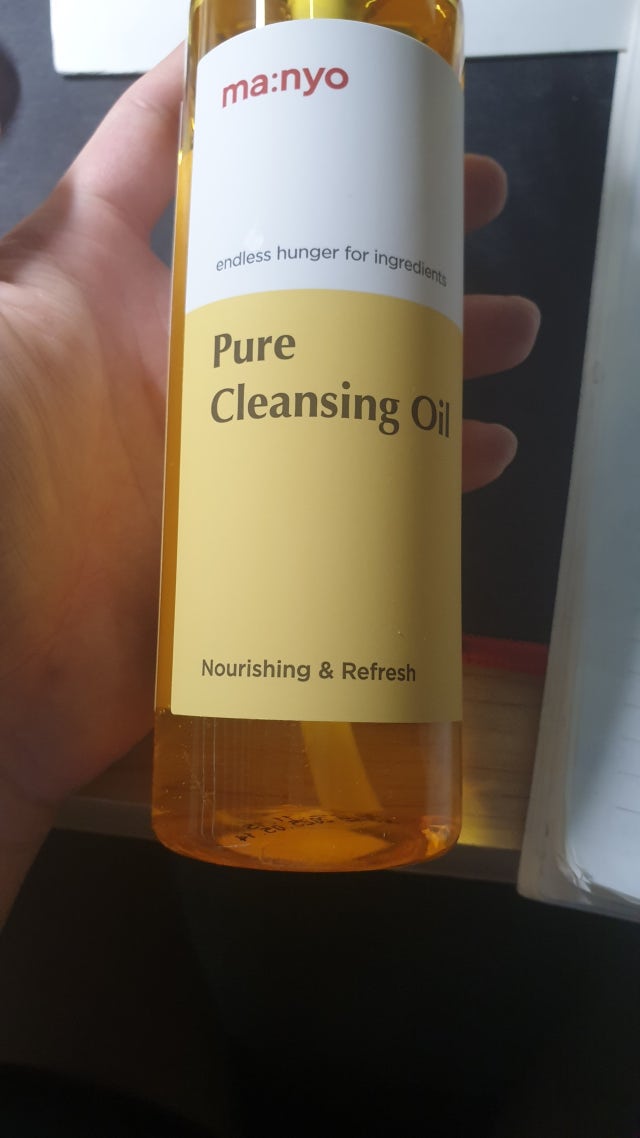 ma:nyo
endless hunger for ingredients
Pure
Cleansing Oil
Nourishing & Refresh